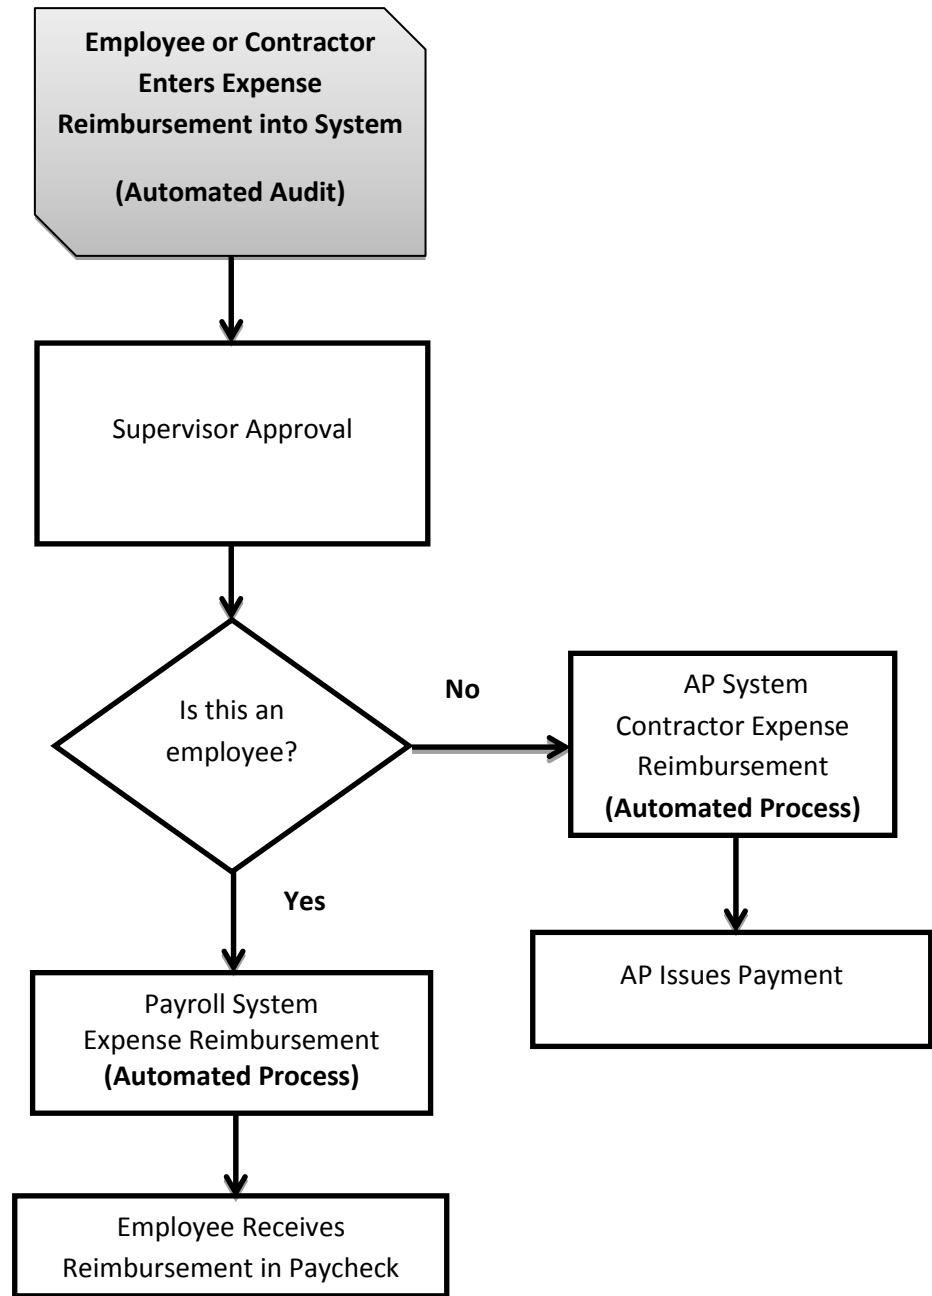 Employee or Contractor
Enters Expense
Reimbursement into System
(Automated Audit)
Supervisor Approval
Is this an
employee?
No
AP System
Contractor Expense
Reimbursement
(Automated Process)
Yes
AP Issues Payment
Payroll System
Expense Reimbursement
(Automated Process)
Employee Receives
Reimbursement in Paycheck